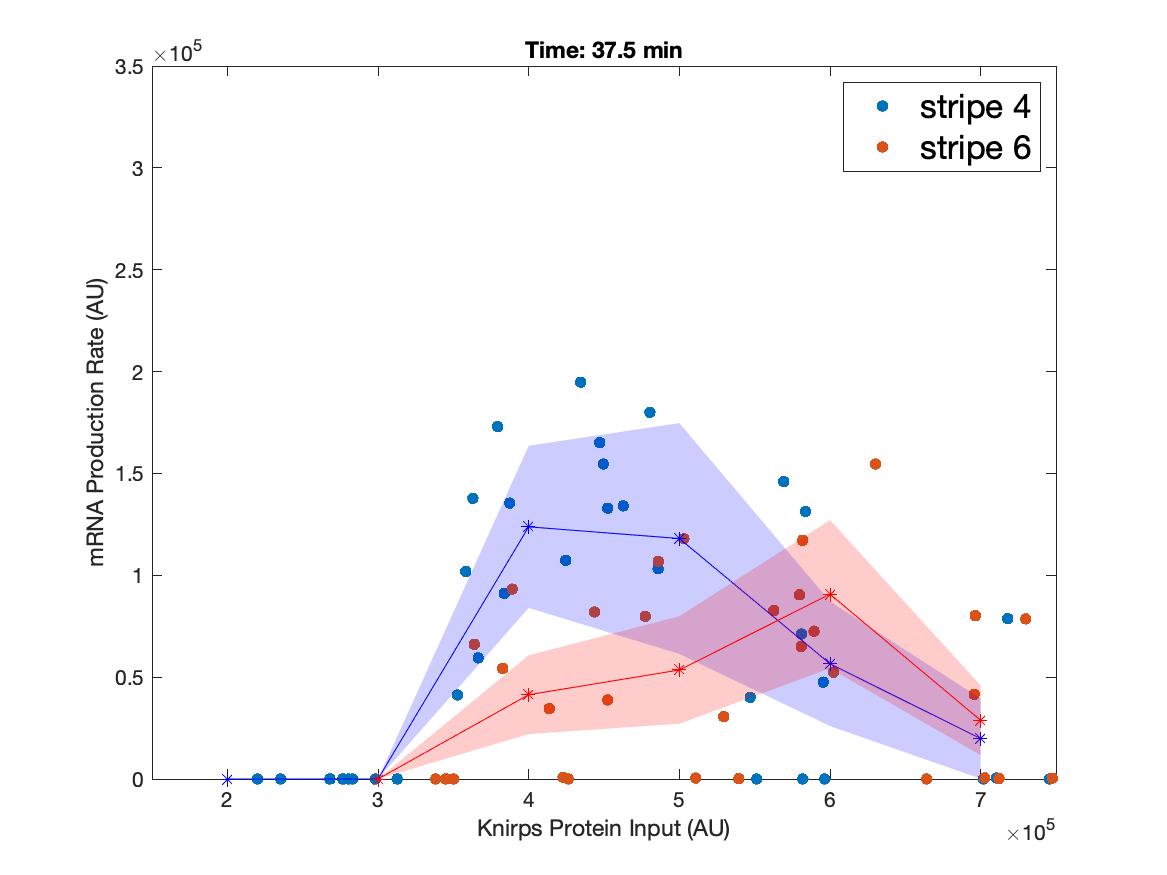 Time: 37.5 min
×10⁵
3.5
3
2.5
2
1.5
1
0.5
0
mRNA Production Rate (AU)
stripe 4
stripe 6
2 3 4 5 6 7
Knirps Protein Input (AU)
×10⁵